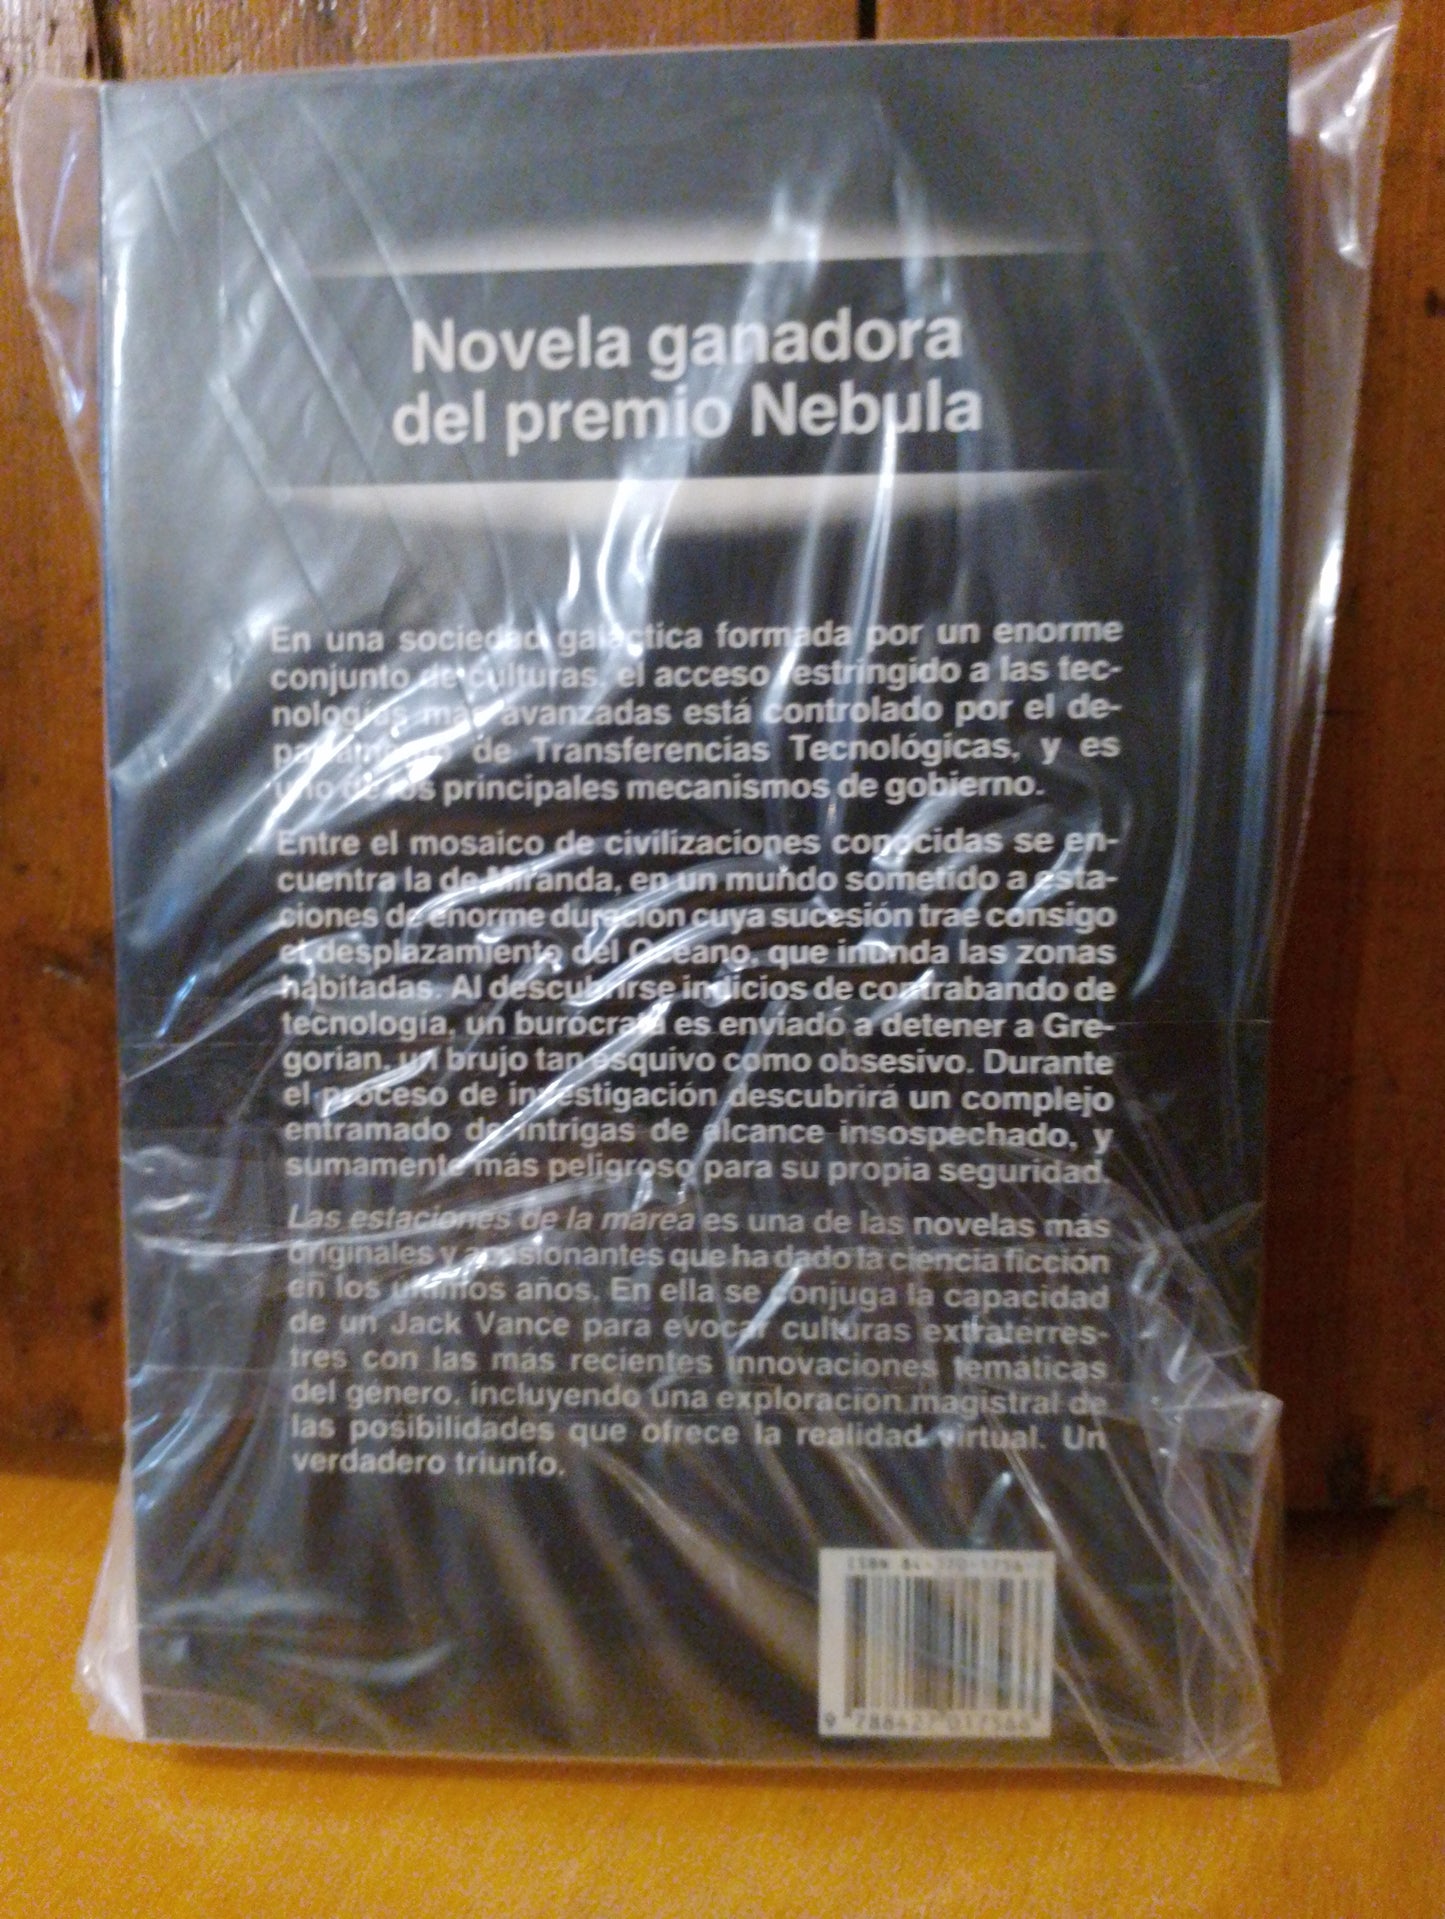 Novela ganadora
del premio Nebula
En una sociedad galáctica formada por un enorme
conjunto de culturas, el acceso restringido a las tec-
nologías más avanzadas está controlado por el de-
partamento de Transferencias Tecnológicas, y es
uno de los principales mecanismos de gobierno.
Entre el mosaico de civilizaciones conocidas se en-
cuentra la de Miranda, en un mundo sometido a esta-
ciones de enorme duración cuya sucesión trae consigo
el desplazamiento del Océano, que inunda las zonas
habitadas. Al descubrirse indicios de contrabando de
tecnología, un burócrata es enviado a detener a Gre-
gorian, un brujo tan esquivo como obsesivo. Durante
el proceso de investigación descubrirá un complejo
entramado de intrigas de alcance insospechado, y
sumamente más peligroso para su propia seguridad.
Las estaciones de la marea es una de las novelas más
originales y apasionantes que ha dado la ciencia ficción
en los últimos años. En ella se conjuga la capacidad
de un Jack Vance para evocar culturas extraterres-
tres con las más recientes innovaciones temáticas
del género, incluyendo una exploración magistral de
las posibilidades que ofrece la realidad virtual. Un
verdadero triunfo.
ISBN 84-270-1756-
9 788427 017566